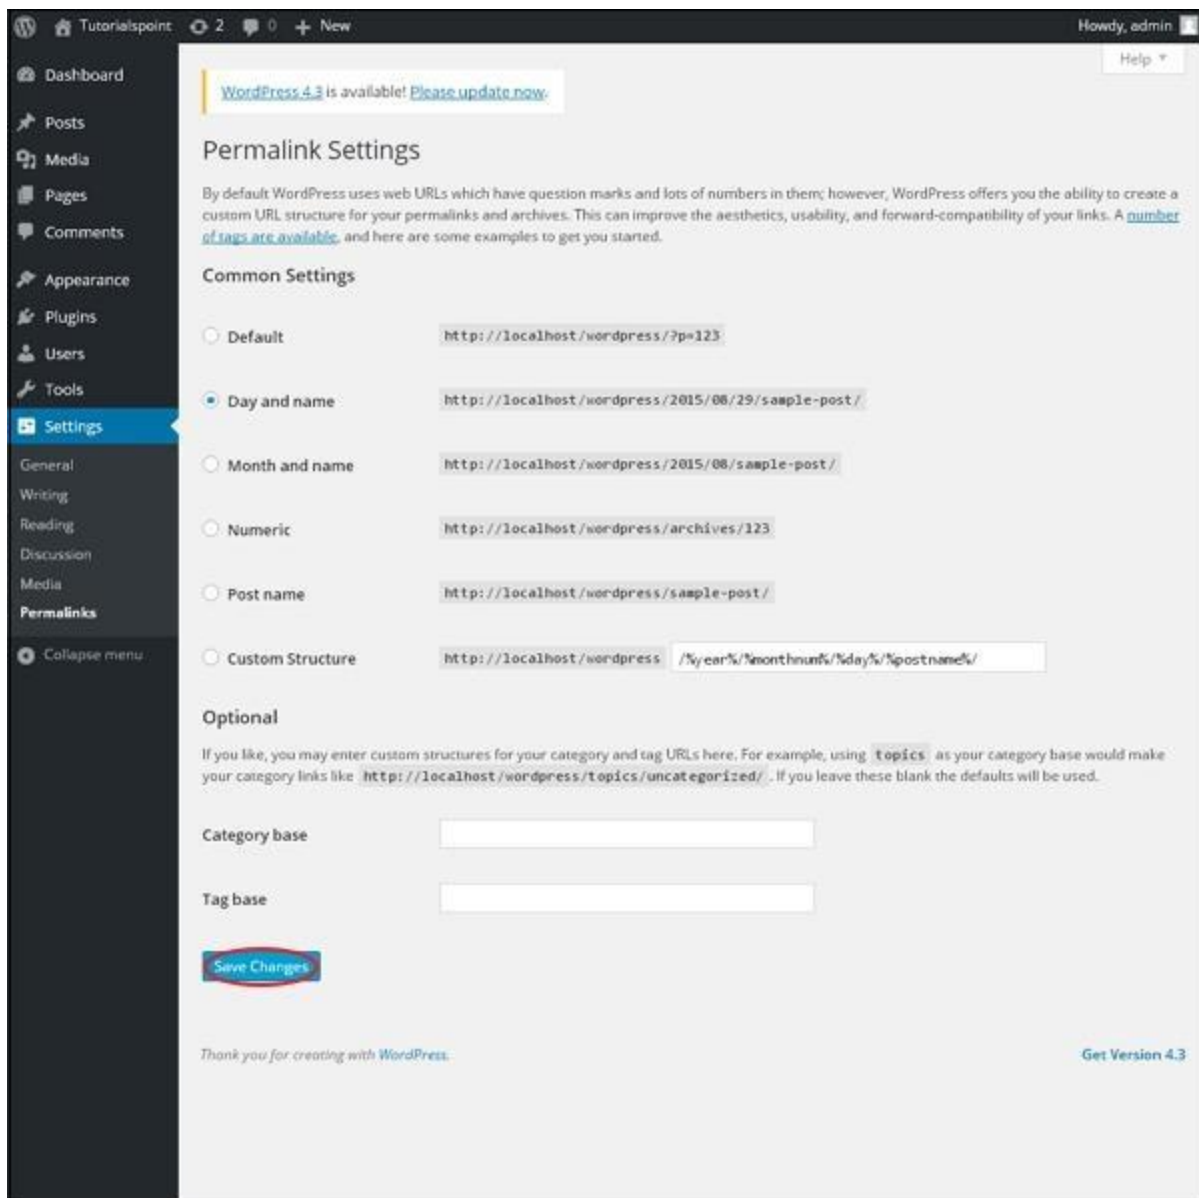 Tutorialspoint 2 0 + New Howdy, admin
Help
Dashboard
Posts
Media
Pages
Comments
Appearance
Plugins
Users
Tools
Settings
General
Writing
Reading
Discussion
Media
Permalinks
Collapse menu
WordPress 4.3 is available! Please update now.
Permalink Settings
By default WordPress uses web URLs which have question marks and lots of numbers in them; however, WordPress offers you the ability to create a
custom URL structure for your permalinks and archives. This can improve the aesthetics, usability, and forward-compatibility of your links. A number
of tags are available, and here are some examples to get you started.
Common Settings
Default http://localhost/wordpress/?p=123
Day and name http://localhost/wordpress/2015/08/29/sample-post/
Month and name http://localhost/wordpress/2015/08/sample-post/
Numeric http://localhost/wordpress/archives/123
Post name http://localhost/wordpress/sample-post/
Custom Structure http://localhost/wordpress /%year%/%monthnum%/%day%/%postname%/
Optional
If you like, you may enter custom structures for your category and tag URLs here. For example, using topics as your category base would make
your category links like http://localhost/wordpress/topics/uncategorized/ . If you leave these blank the defaults will be used.
Category base
Tag base
Save Changes
Thank you for creating with WordPress. Get Version 4.3